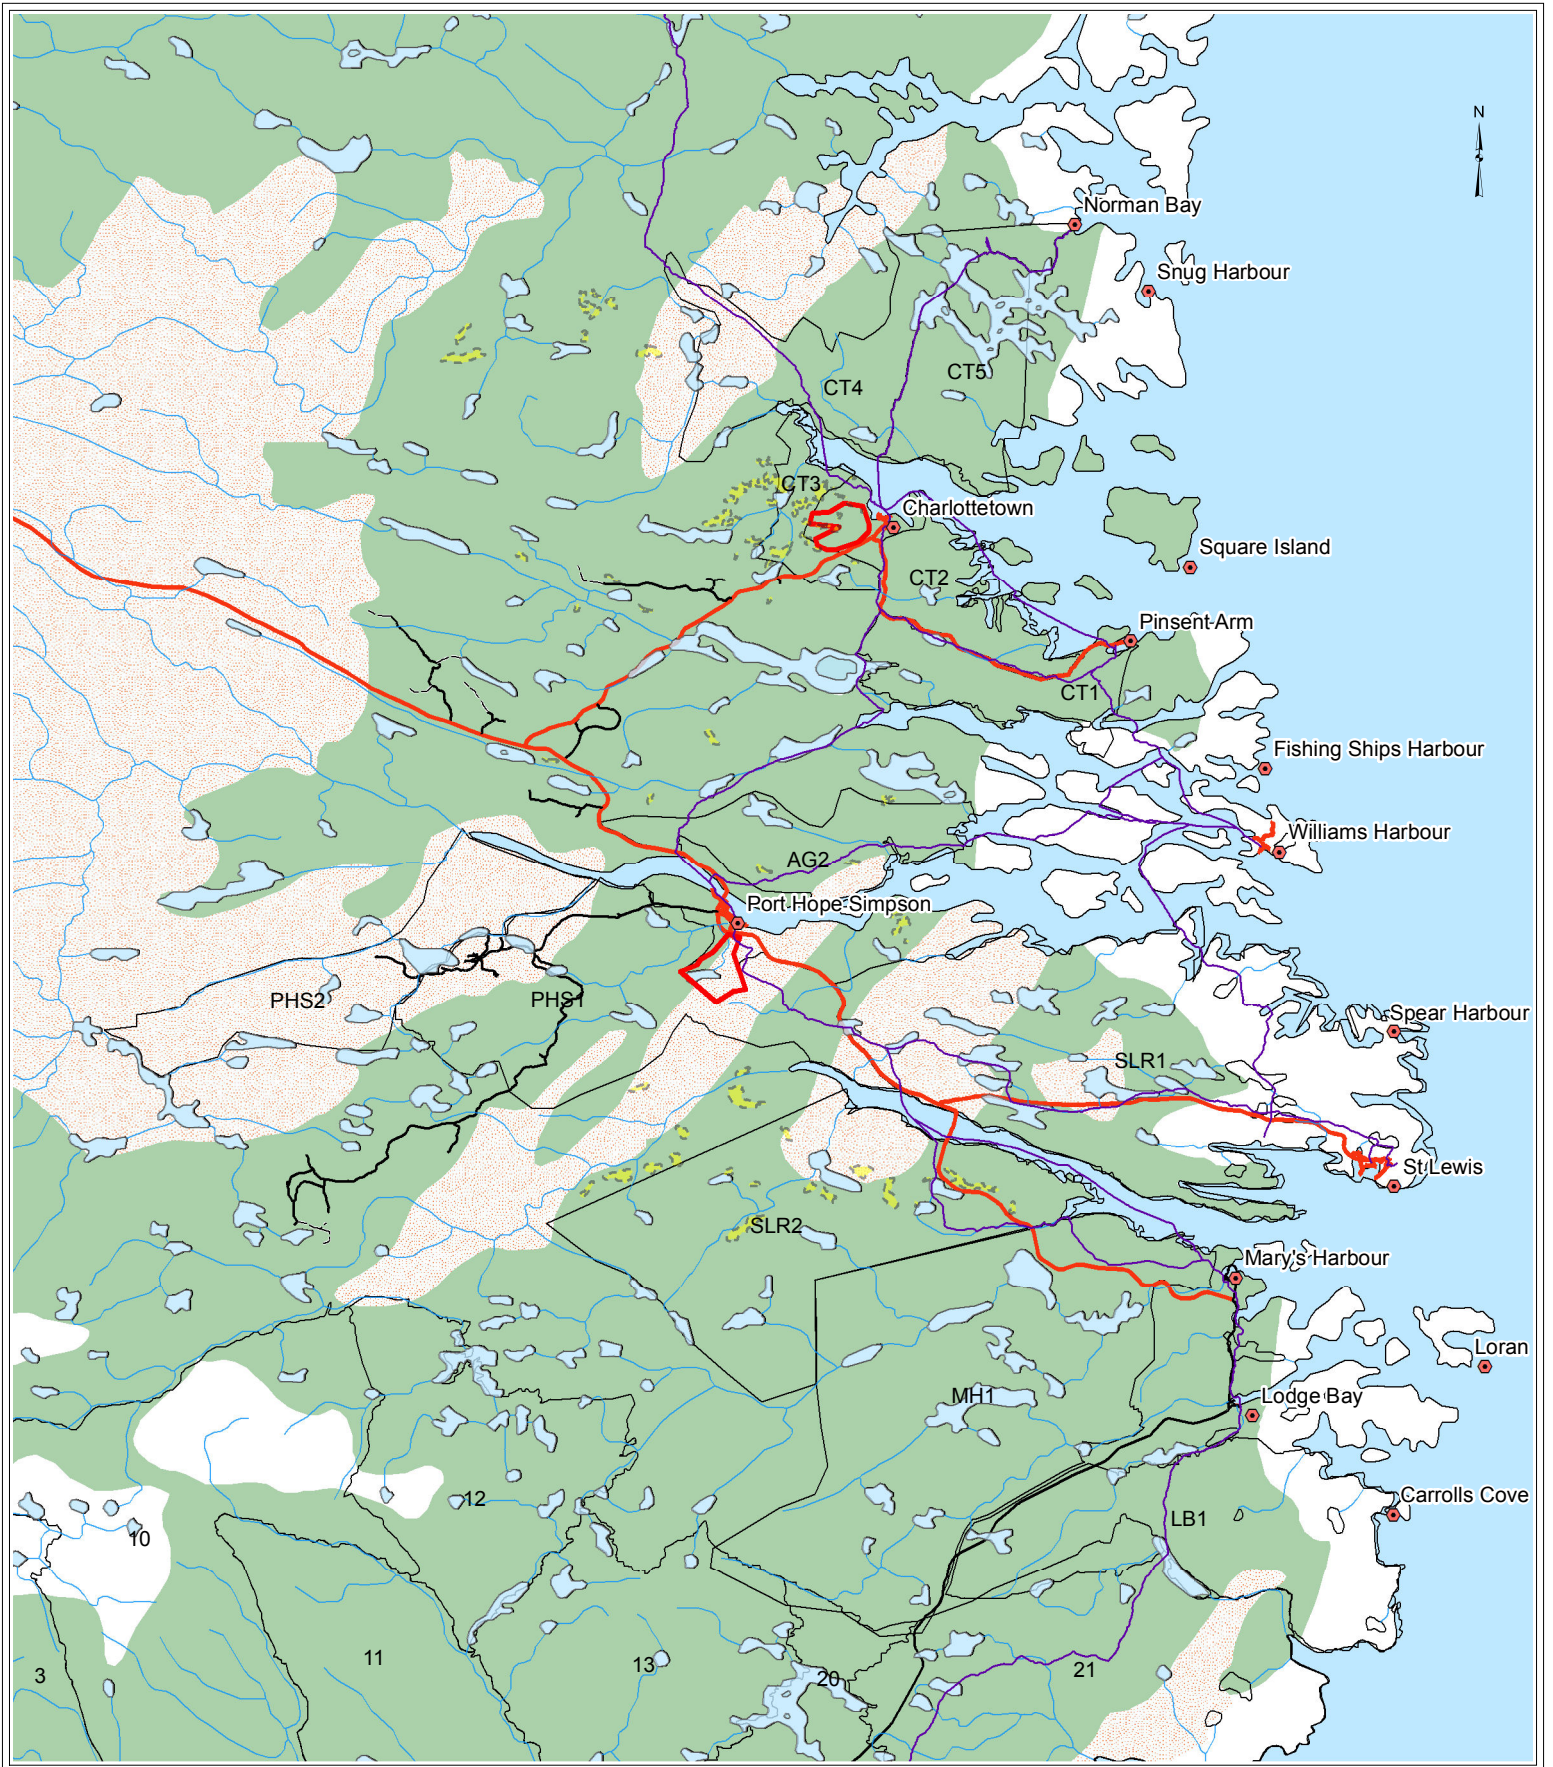 N
Norman Bay
Snug Harbour
CT5
CT4
CT3
Charlottetown
Square Island
CT2
Pinsent Arm
CT1
Fishing Ships Harbour
Williams Harbour
AG2
Port Hope Simpson
PHS2
PHS1
Spear Harbour
SLR1
St Lewis
SLR2
Mary's Harbour
Loran
MH1
Lodge Bay
12
Carrolls Cove
LB1
10
11
13
3
20
21